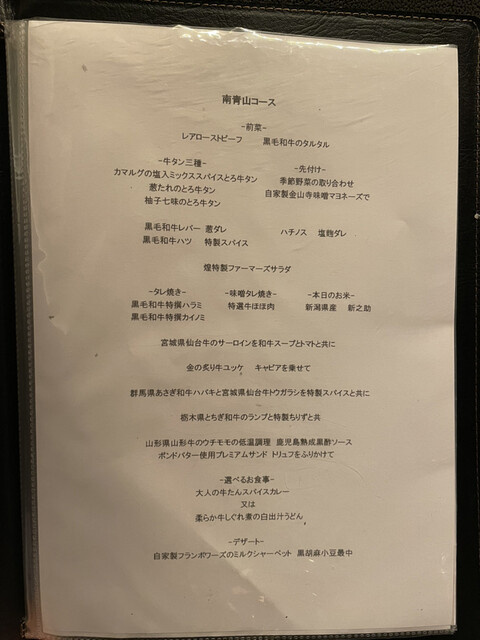 南青山コース
-前菜-
レアローストビーフ　　黒毛和牛のタルタル
-牛タン三種-
カマルグの塩入ミックススパイスとろ牛タン
葱たれのとろ牛タン
柚子七味のとろ牛タン
-先付け-
季節野菜の取り合わせ
自家製金山寺味噌マヨネーズで
黒毛和牛レバー　葱ダレ
黒毛和牛ハツ　特製スパイス
ハチノス　塩麹ダレ
煌特製ファーマーズサラダ
-タレ焼き-
黒毛和牛特撰ハラミ
黒毛和牛特撰カイノミ
-味噌タレ焼き-
特選牛ほほ肉
-本日のお米-
新潟県産　新之助
宮城県仙台牛のサーロインを和牛スープとトマトと共に
金の炙り牛ユッケ　キャビアを乗せて
群馬県あさぎ和牛ハバキと宮城県仙台牛トウガラシを特製スパイスと共に
栃木県とちぎ和牛のランプと特製ちりずと共
山形県山形牛のウチモモの低温調理　鹿児島熟成黒酢ソース
ポンドバター使用プレミアムサンド　トリュフをふりかけて
-選べるお食事-
大人の牛たんスパイスカレー
又は
柔らか牛しぐれ煮の白出汁うどん
-デザート-
自家製フランボワーズのミルクシャーベット　黒胡麻小豆最中